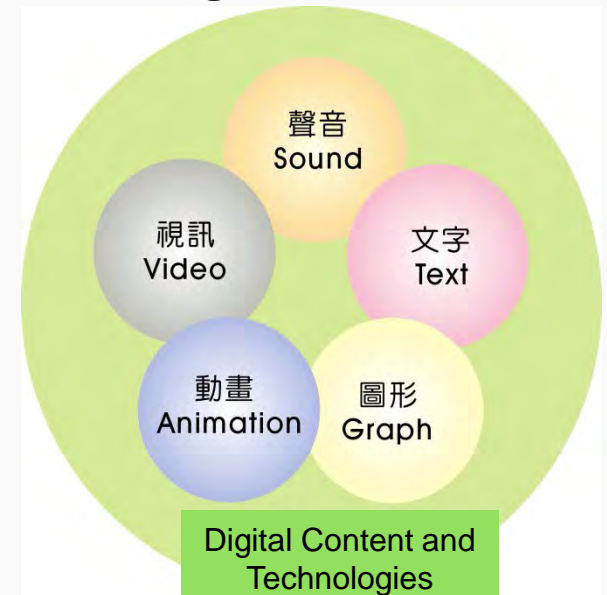 聲音
Sound
視訊
Video
文字
Text
動畫
Animation
圖形
Graph
Digital Content and
Technologies